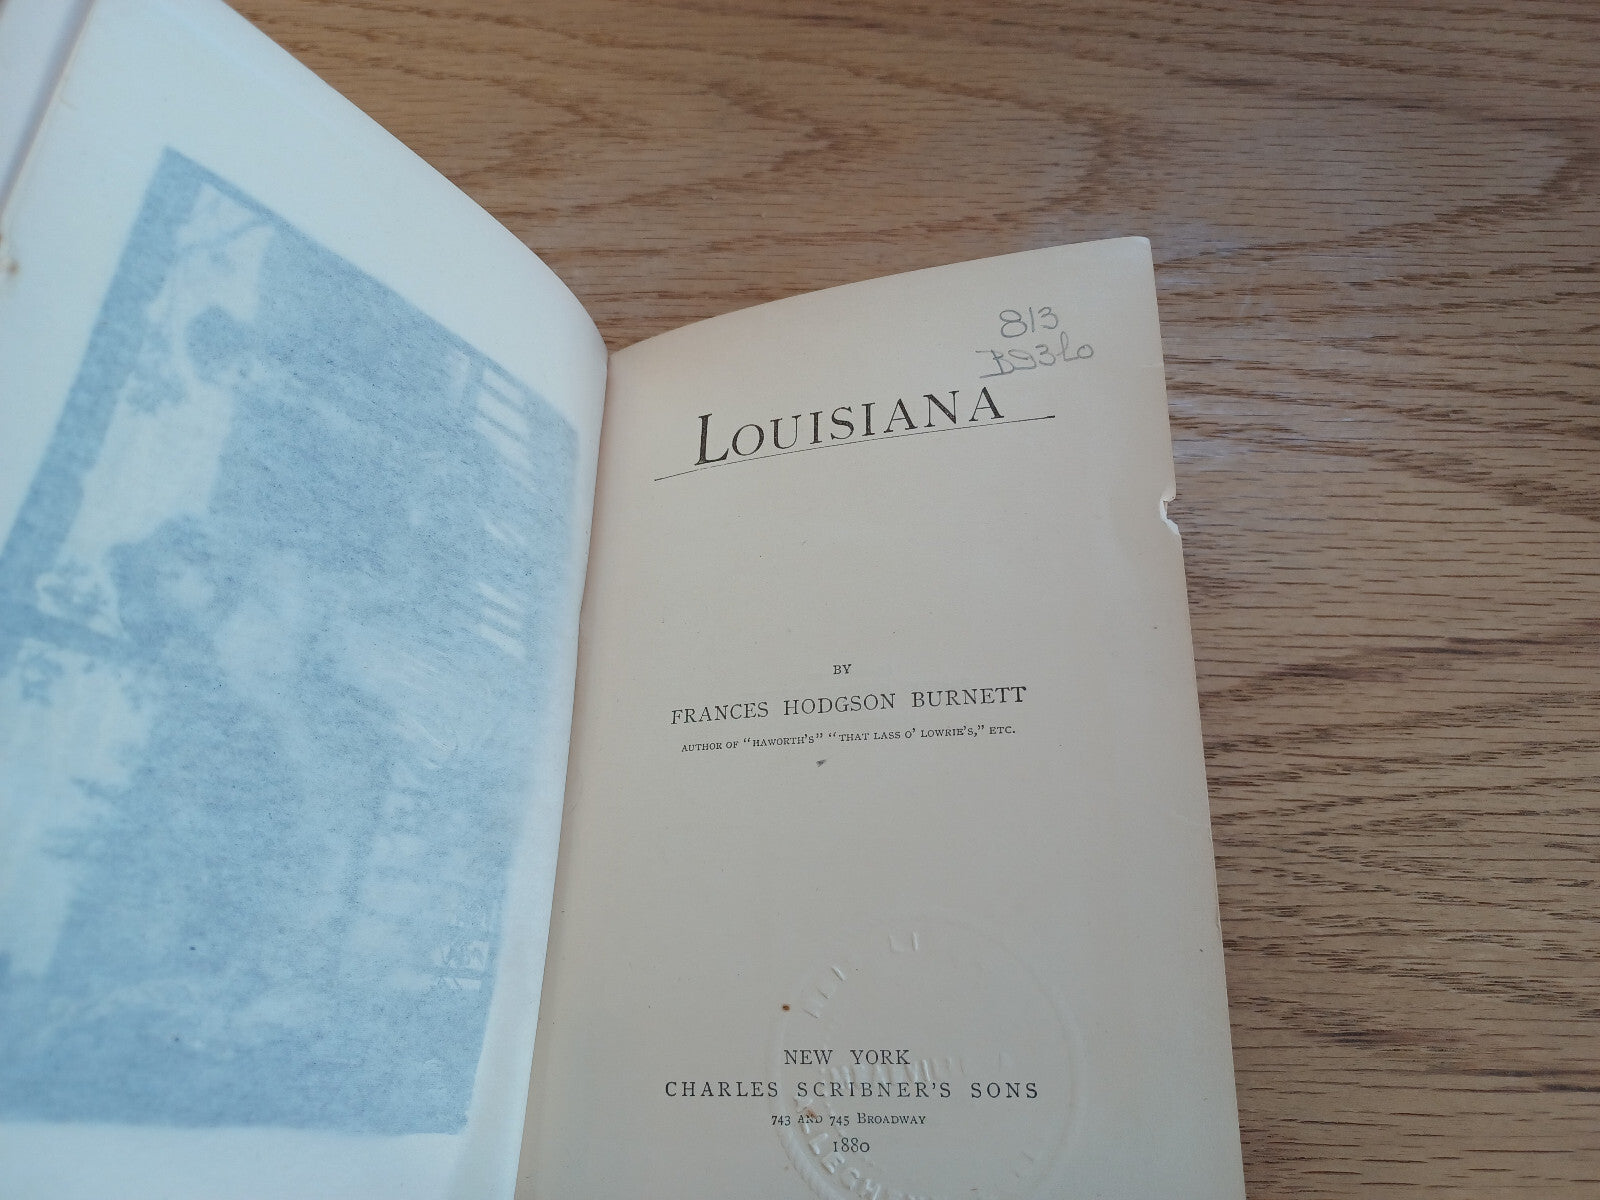 813
B93lo
LOUISIANA
BY
FRANCES HODGSON BURNETT
AUTHOR OF "HAWORTH'S" "THAT LASS O' LOWRIE'S," ETC.
NEW YORK
CHARLES SCRIBNER'S SONS
743 AND 745 BROADWAY
1880